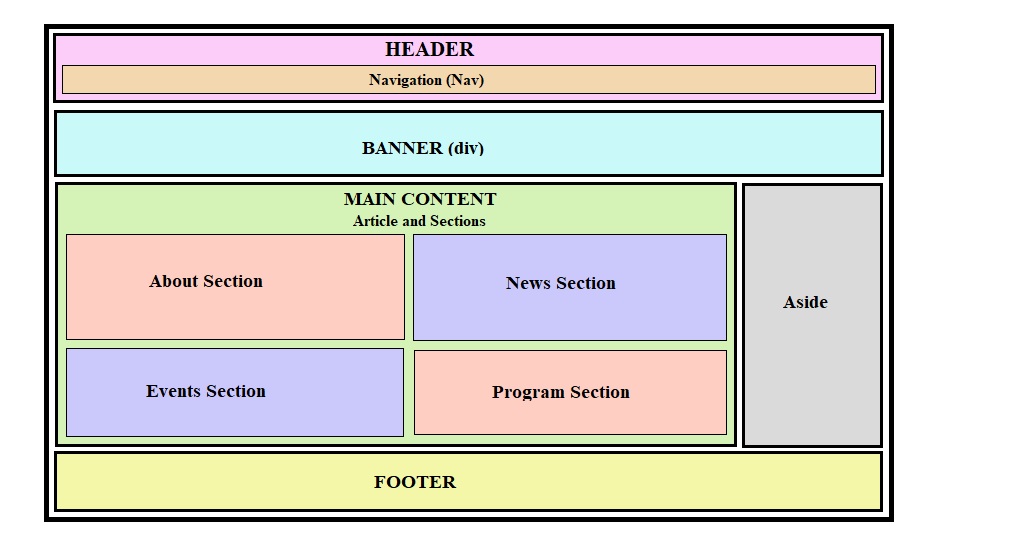 HEADER
Navigation (Nav)
BANNER (div)
MAIN CONTENT
Article and Sections
About Section
News Section
Events Section
Program Section
Aside
FOOTER